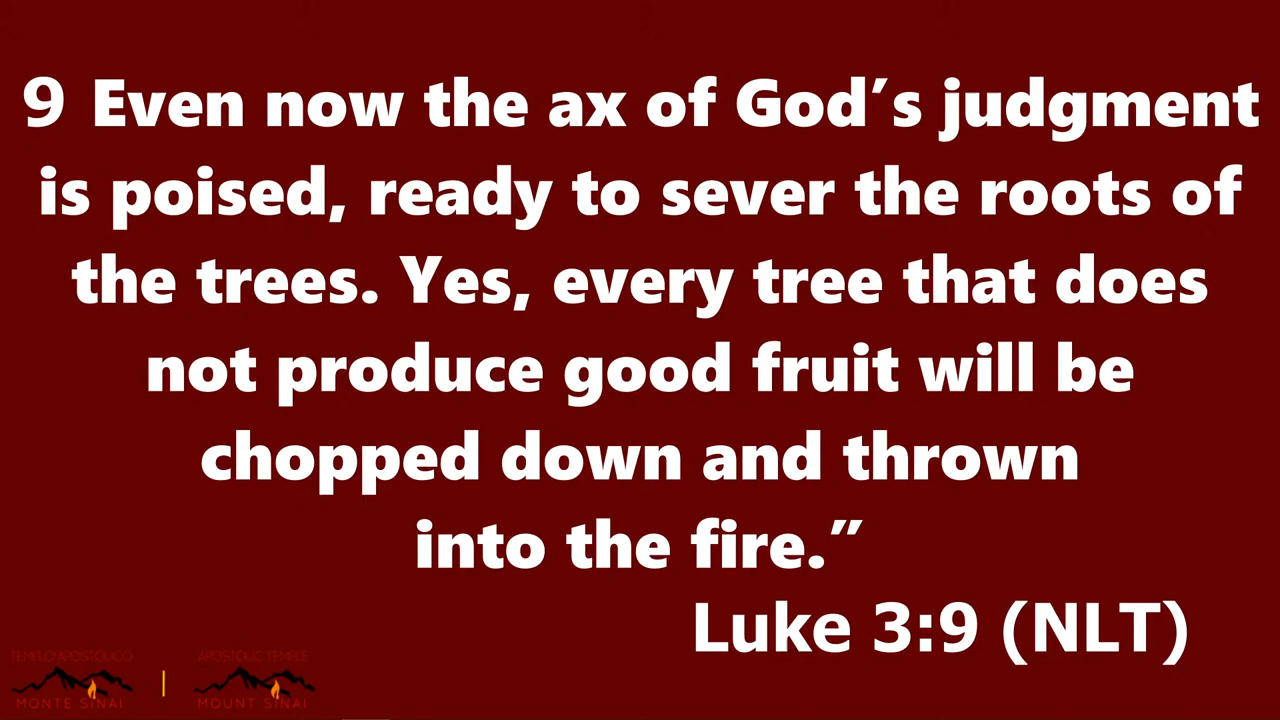 9 Even now the ax of God’s judgment
is poised, ready to sever the roots of
the trees. Yes, every tree that does
not produce good fruit will be
chopped down and thrown
into the fire.”
Luke 3:9 (NLT)
TEMPLO APOSTOLICO
MONTE SINAI
APOSTOLIC TEMPLE
MOUNT SINAI